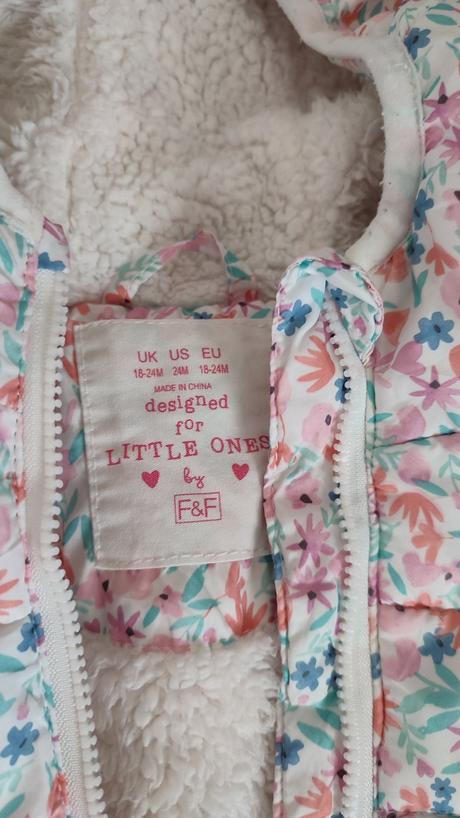 UK US EU
18-24M 24M 18-24M
MADE IN CHINA
designed
for
LITTLE ONES
by
F&F